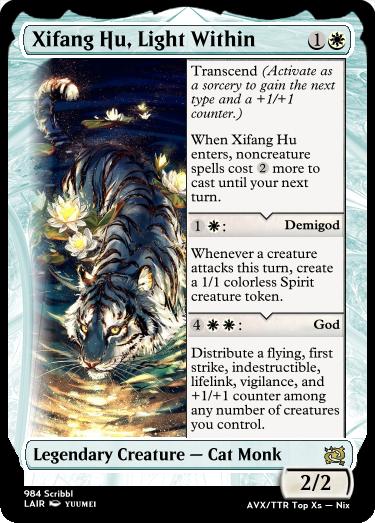 Xifang Hu, Light Within 1
Transcend (Activate as
a sorcery to gain the next
type and a +1/+1
counter.)
When Xifang Hu
enters, noncreature
spells cost 2 more to
cast until your next
turn.
1 : Demigod
Whenever a creature
attacks this turn, create
a 1/1 colorless Spirit
creature token.
4 : God
Distribute a flying, first
strike, indestructible,
lifelink, vigilance, and
+1/+1 counter among
any number of creatures
you control.
Legendary Creature — Cat Monk
2/2
984 Scribbl
LAIR YUUMEI
AVX/TTR Top Xs — Nix